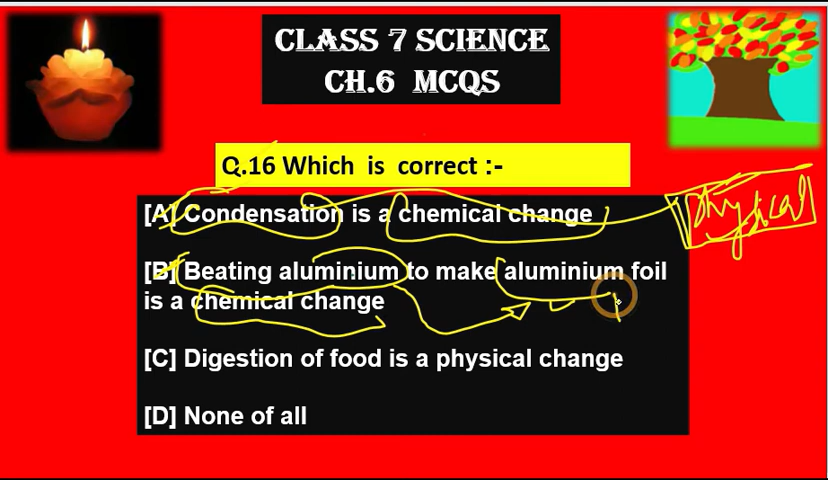 CLASS 7 SCIENCE
CH.6 MCQS
Q.16 Which is correct :-
[A] Condensation is a chemical change
physical
[B] Beating aluminium to make aluminium foil
is a chemical change
[C] Digestion of food is a physical change
[D] None of all